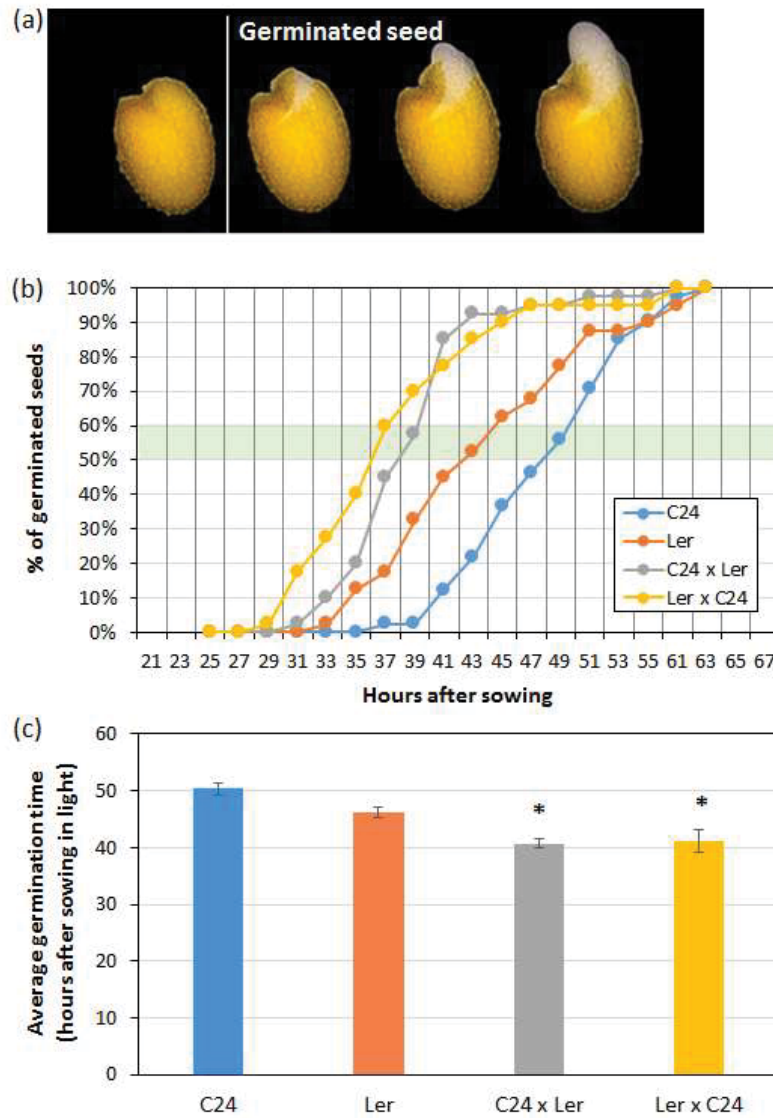 (a)
Germinated seed
(b)
100%
90%
80%
70%
60%
50%
40%
30%
20%
10%
0%
% of germinated seeds
C24
Ler
C24 x Ler
Ler x C24
21 23 25 27 29 31 33 35 37 39 41 43 45 47 49 51 53 55 61 63 65 67
Hours after sowing
(c)
60
50
40
30
20
10
0
Average germination time
(hours after sowing in light)
* *
C24 Ler C24 x Ler Ler x C24